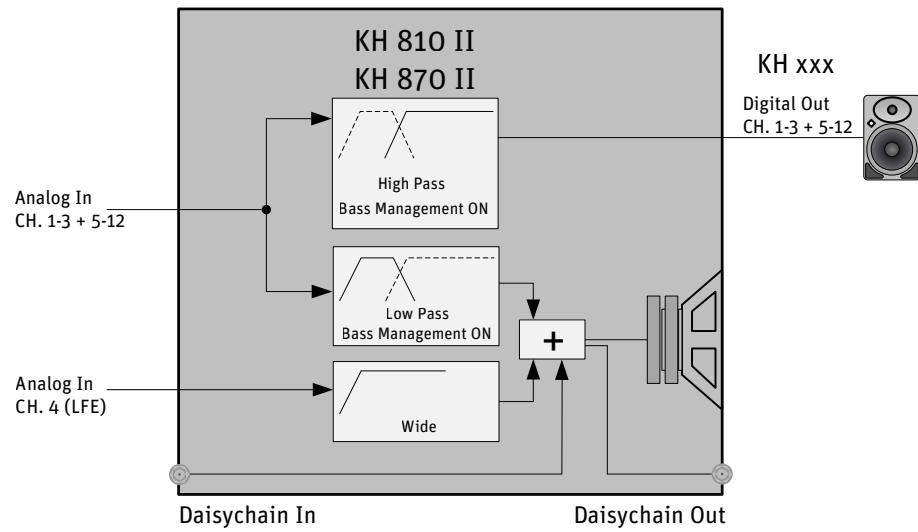 KH 810 II
KH 870 II
KH xxx
Digital Out
CH. 1-3 + 5-12
High Pass
Bass Management ON
Analog In
CH. 1-3 + 5-12
Low Pass
Bass Management ON
+
Analog In
CH. 4 (LFE)
Wide
Daisychain In
Daisychain Out